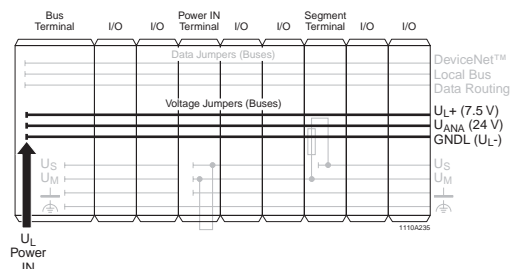 Bus Terminal
I/O
I/O
Power IN Terminal
I/O
I/O
Segment Terminal
I/O
I/O
Data Jumpers (Buses)
DeviceNet™
Local Bus
Data Routing
Voltage Jumpers (Buses)
UL+ (7.5 V)
UANA (24 V)
GNDL (UL-)
US
UM
US
UM
1110A235
UL
Power
IN